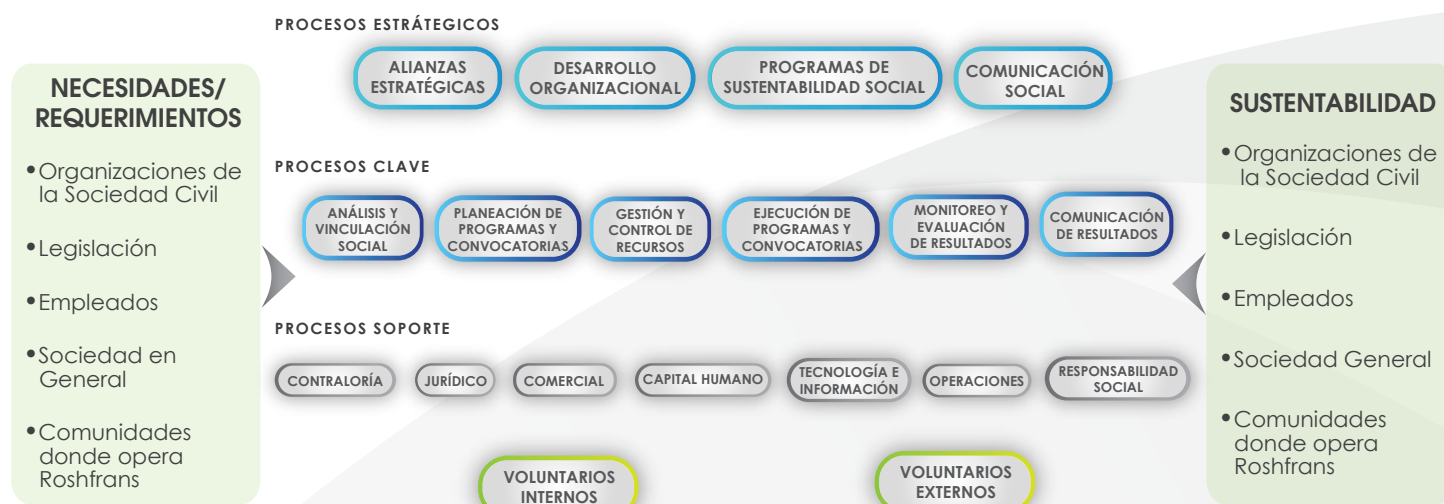 PROCESOS ESTRÁTEGICOS
ALIANZAS
ESTRATÉGICAS
DESARROLLO
ORGANIZACIONAL
PROGRAMAS DE
SUSTENTABILIDAD SOCIAL
COMUNICACIÓN
SOCIAL
NECESIDADES/
REQUERIMIENTOS
•Organizaciones de
la Sociedad Civil
•Legislación
•Empleados
•Sociedad en
General
•Comunidades
donde opera
Roshfrans
PROCESOS CLAVE
ANÁLISIS Y
VINCULACIÓN
SOCIAL
PLANEACIÓN DE
PROGRAMAS Y
CONVOCATORIAS
GESTIÓN Y
CONTROL DE
RECURSOS
EJECUCIÓN DE
PROGRAMAS Y
CONVOCATORIAS
MONITOREO Y
EVALUACIÓN
DE RESULTADOS
COMUNICACIÓN
DE RESULTADOS
PROCESOS SOPORTE
CONTRALORÍA
JURÍDICO
COMERCIAL
CAPITAL HUMANO
TECNOLOGÍA E
INFORMACIÓN
OPERACIONES
RESPONSABILIDAD
SOCIAL
VOLUNTARIOS
INTERNOS
VOLUNTARIOS
EXTERNOS
SUSTENTABILIDAD
•Organizaciones de
la Sociedad Civil
•Legislación
•Empleados
•Sociedad General
•Comunidades
donde opera
Roshfrans